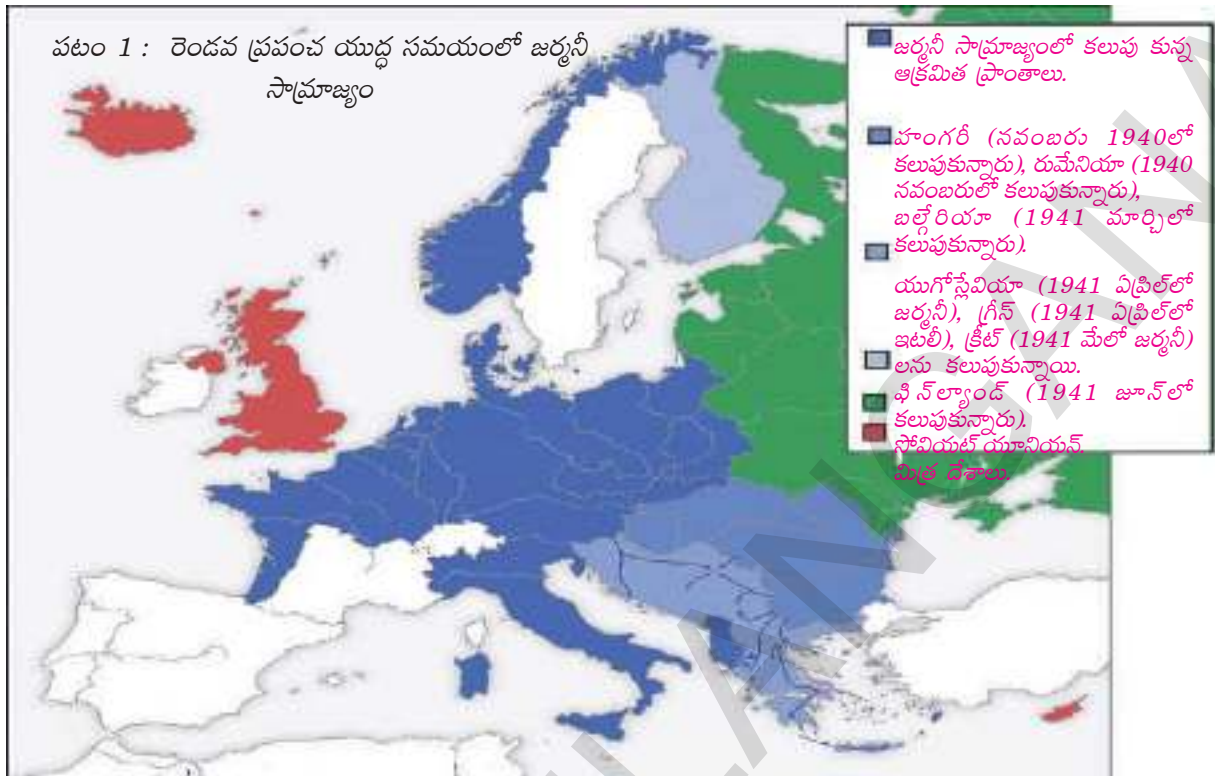 పటం 1 : రెండవ ప్రపంచ యుద్ధ సమయంలో జర్మనీ
సామ్రాజ్యం
జర్మనీ సామ్రాజ్యంలో కలుపు కున్న
ఆక్రమిత ప్రాంతాలు.
హంగరీ (నవంబరు 1940లో
కలుపుకున్నారు), రుమేనియా (1940
నవంబరులో కలుపుకున్నారు),
బల్గేరియా (1941 మార్చిలో
కలుపుకున్నారు).
యుగోస్లేవియా (1941 ఏప్రిల్‌లో
జర్మనీ), గ్రీస్ (1941 ఏప్రిల్‌లో
ఇటలీ), క్రీట్ (1941 మేలో జర్మనీ)
లను కలుపుకున్నాయి.
ఫిన్‌ల్యాండ్ (1941 జూన్‌లో
కలుపుకున్నారు).
సోవియట్ యూనియన్.
మిత్ర దేశాలు.